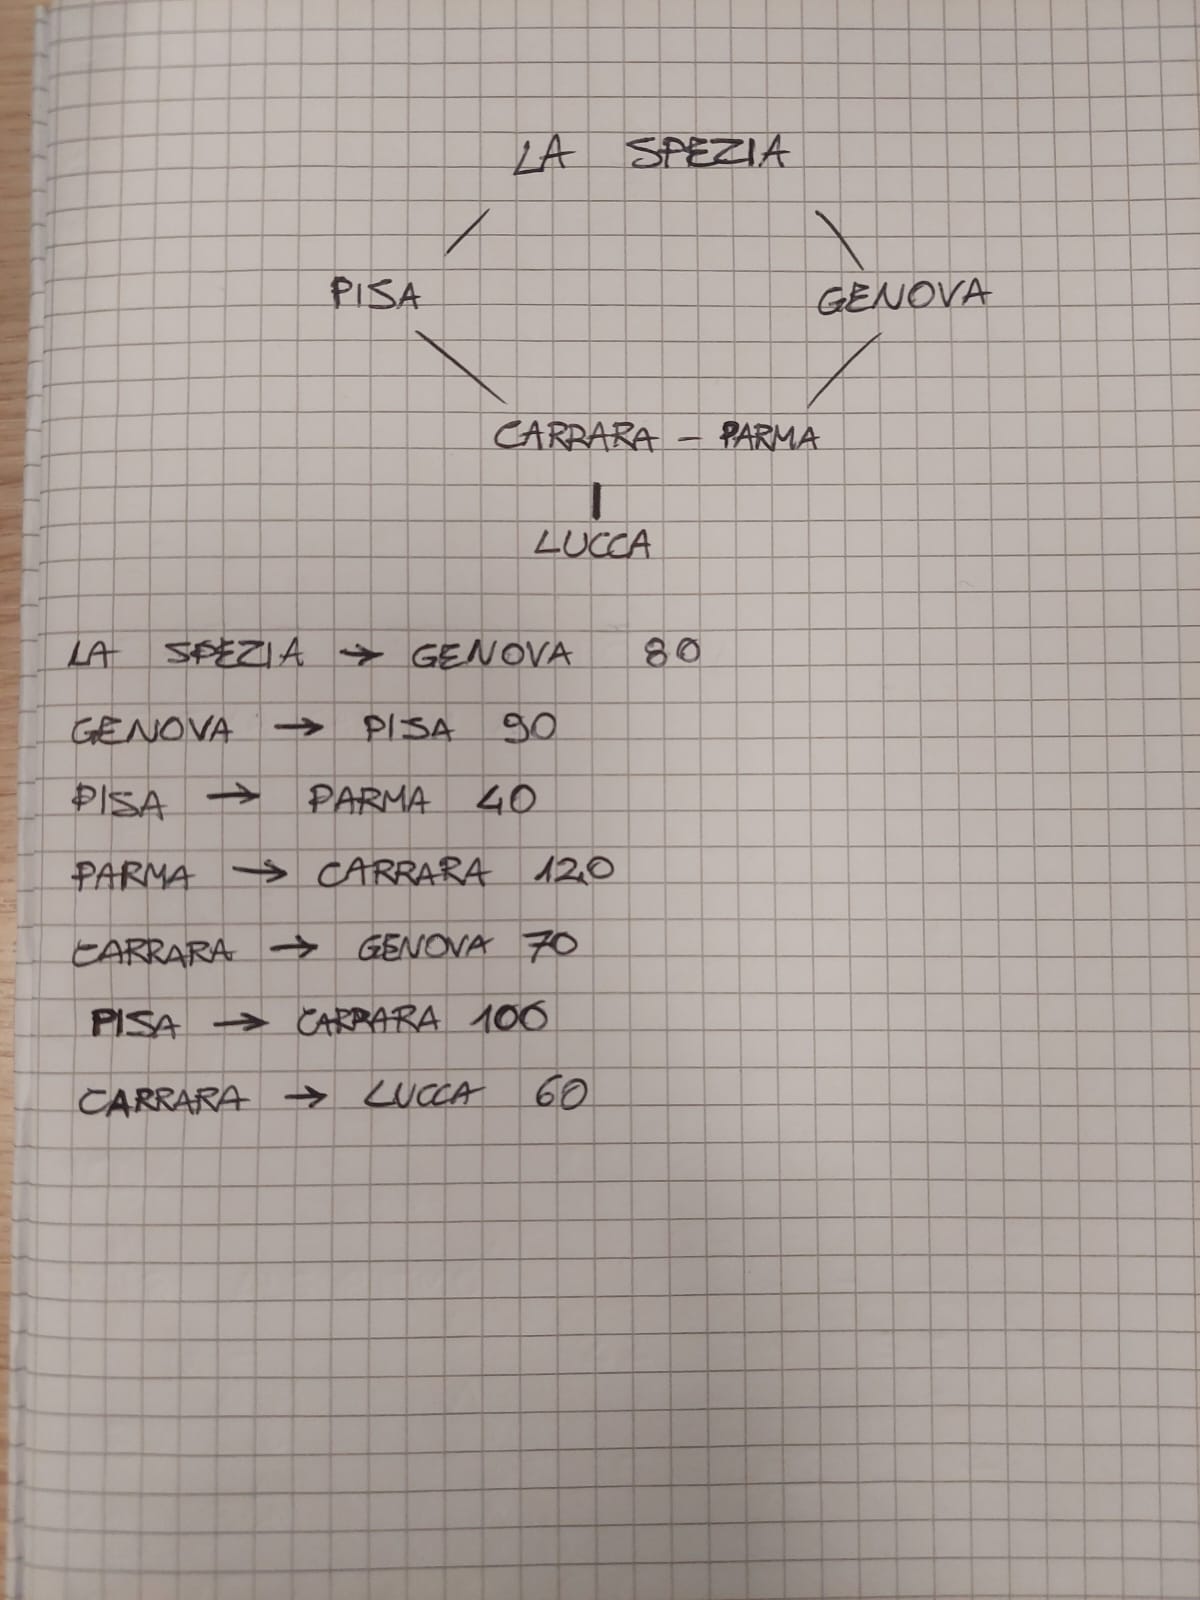 LA SPEZIA
PISA GENOVA
CARRARA - PARMA
LUCCA
LA SPEZIA → GENOVA 80
GENOVA → PISA 90
PISA → PARMA 40
PARMA → CARRARA 120
CARRARA → GENOVA 70
PISA → CARRARA 100
CARRARA → LUCCA 60